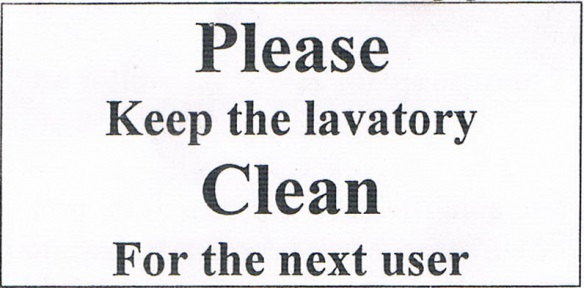 Please
Keep the lavatory
Clean
For the next user